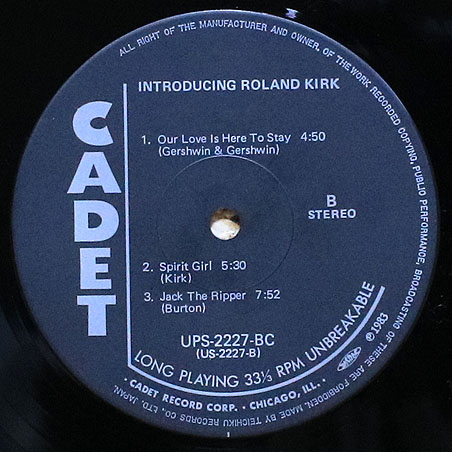 ALL RIGHT OF THE MANUFACTURER AND OWNER. OF THE WORK RECORDED COPYING, PUBLIC PERFORMANCE, BROADCASTING OF THESE ARE FORBIDDEN. MADE BY TEICHIKU RECORDS CO., LTD. JAPAN.
CADET
INTRODUCING ROLAND KIRK
1. Our Love Is Here To Stay 4:50
(Gershwin & Gershwin)
B
STEREO
2. Spirit Girl 5:30
(Kirk)
3. Jack The Ripper 7:52
(Burton)
UPS-2227-BC
(US-2227-B)
℗1983
LONG PLAYING 33⅓ RPM UNBREAKABLE
• CADET RECORD CORP. • CHICAGO, ILL. •